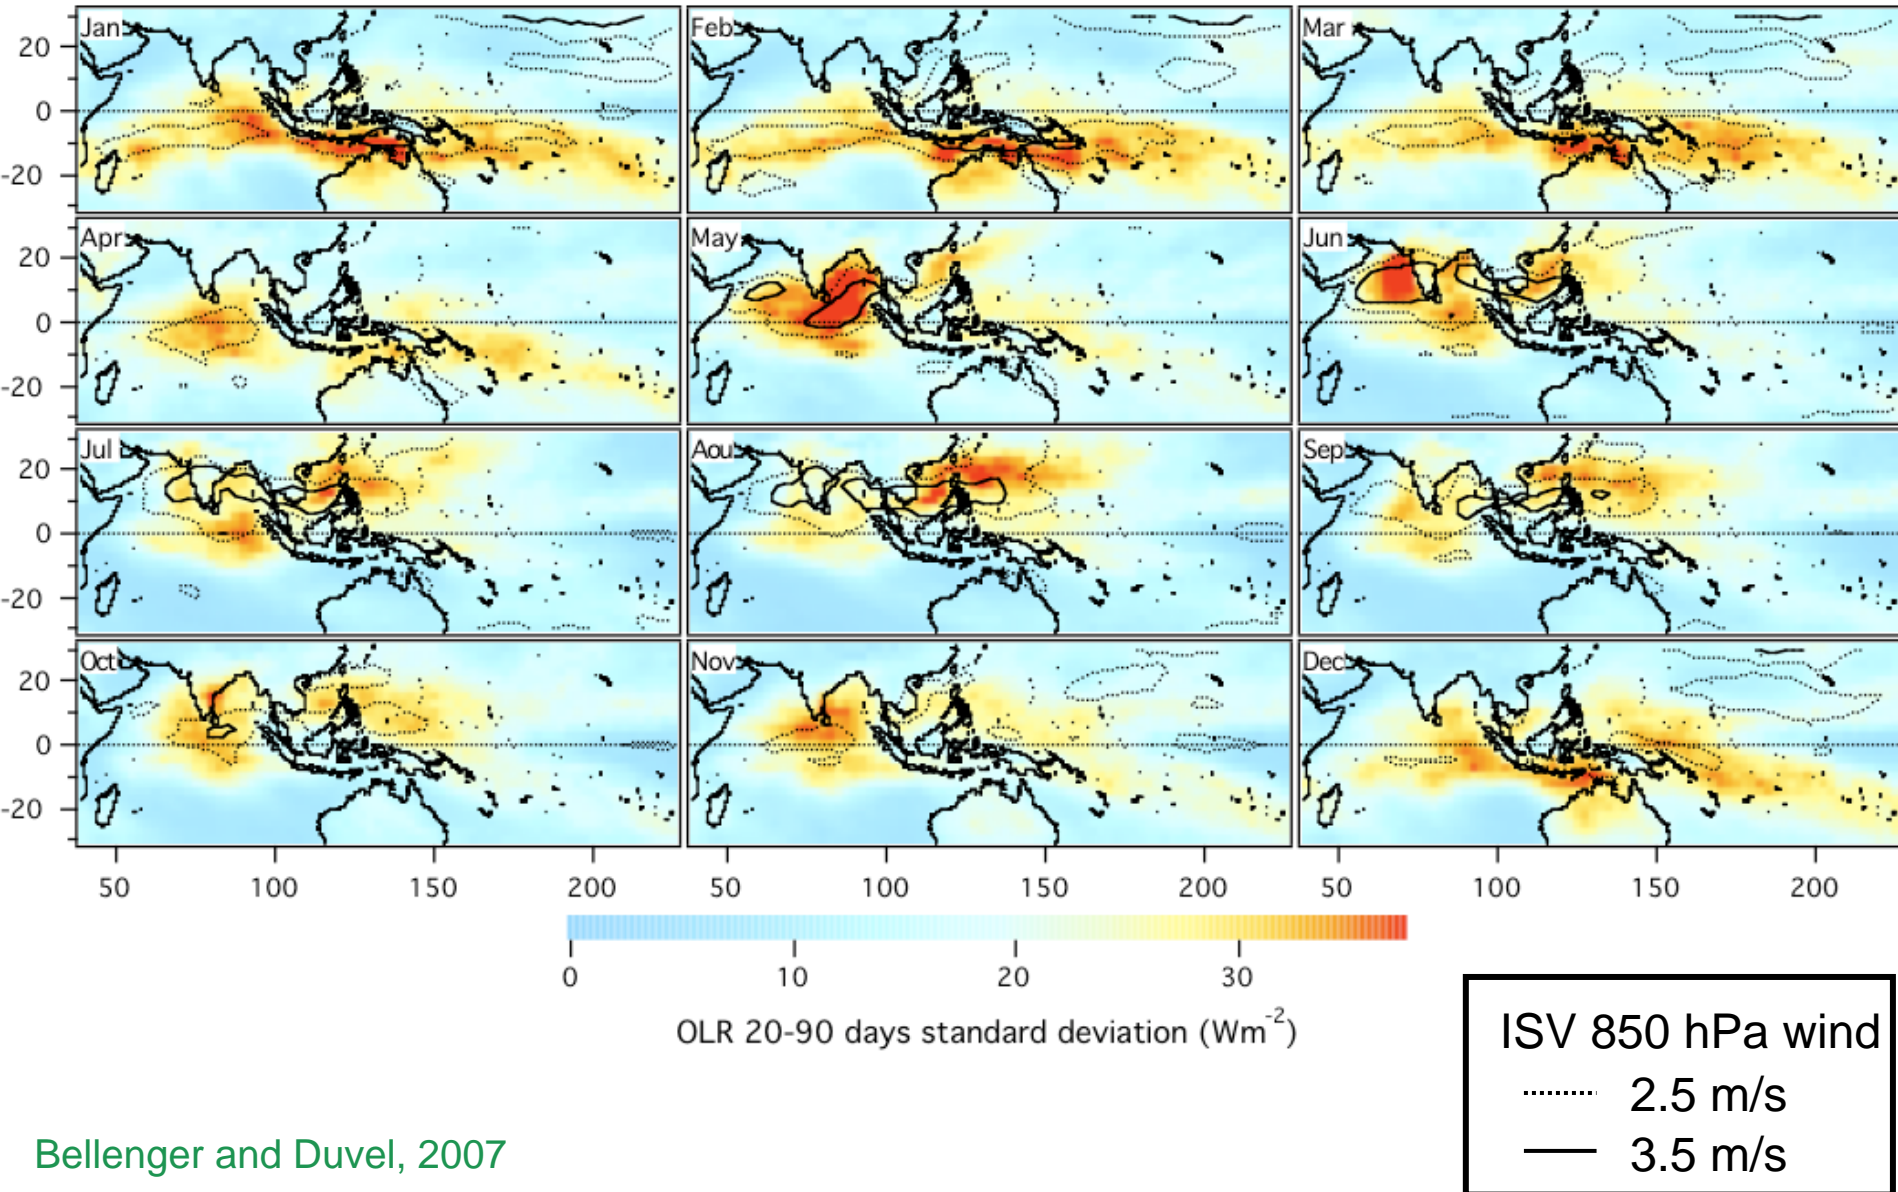 Jan Feb Mar
20
0
-20
Apr May Jun
20
0
-20
Jul Aou Sep
20
0
-20
Oct Nov Dec
20
0
-20
50 100 150 200 50 100 150 200 50 100 150 200
0 10 20 30
OLR 20-90 days standard deviation (Wm⁻²)
ISV 850 hPa wind
2.5 m/s
3.5 m/s
Bellenger and Duvel, 2007